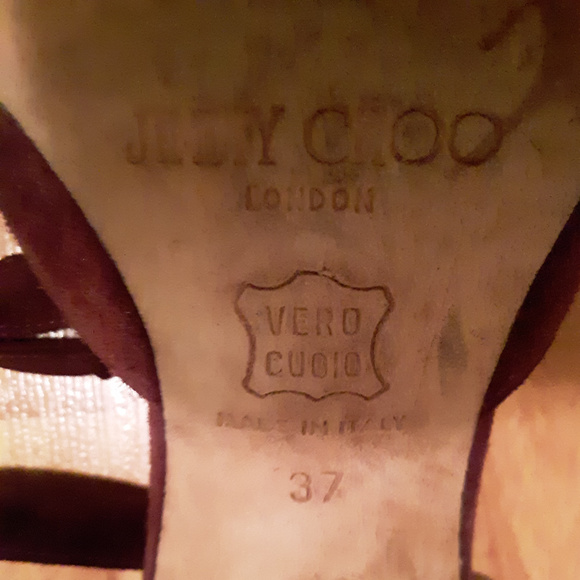 JIMMY CHOO
LONDON
VERO
CUOIO
MADE IN ITALY
37